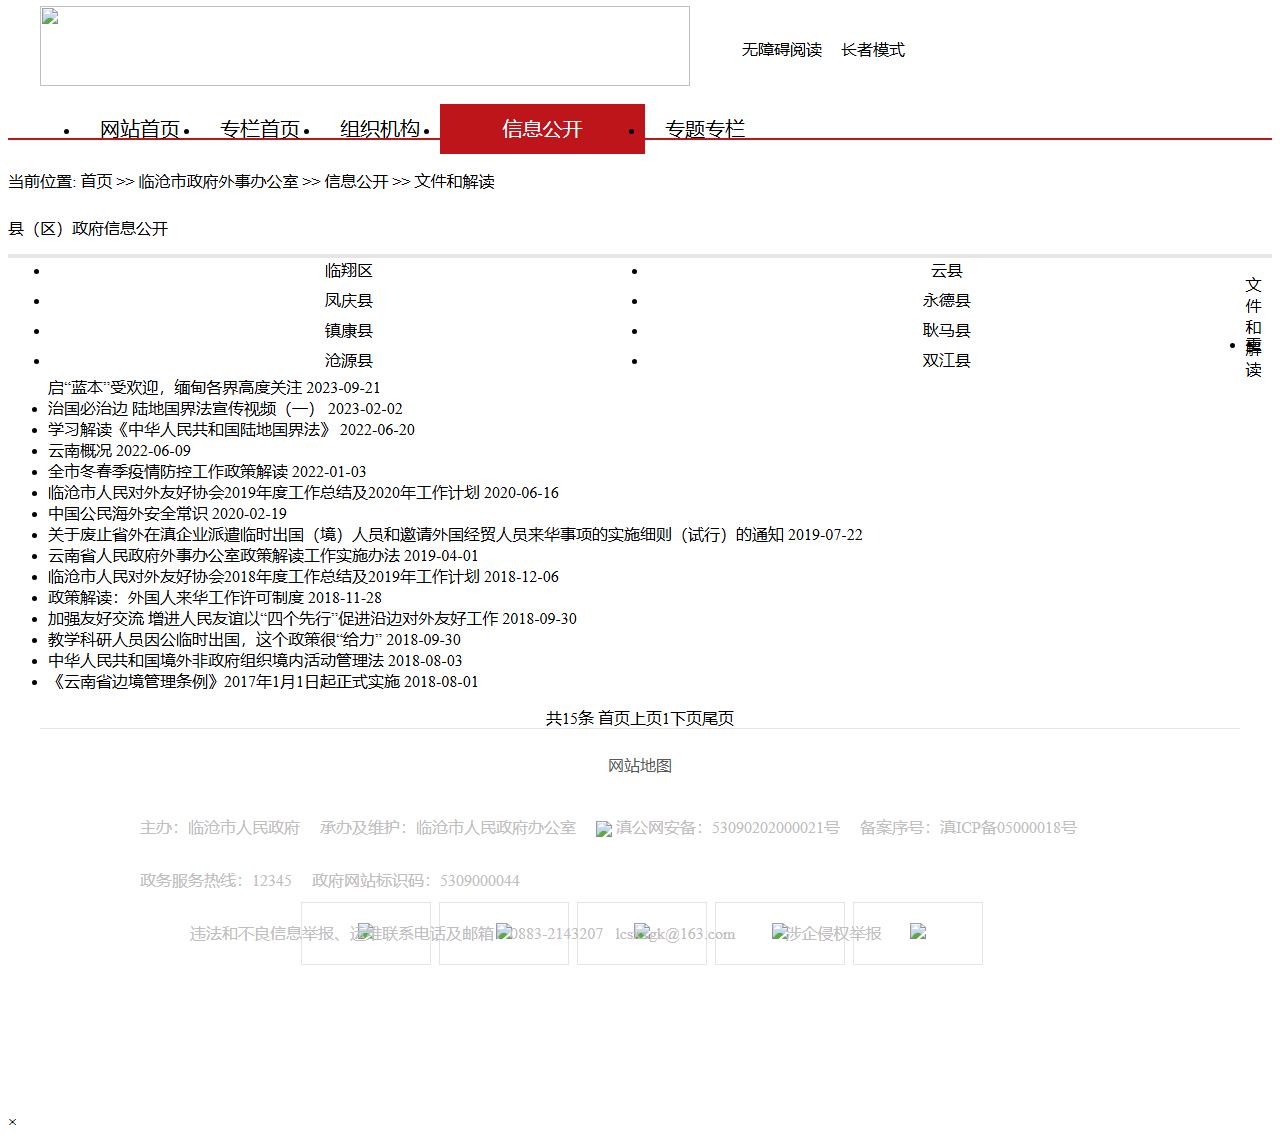 无障碍阅读 长者模式
网站首页 专栏首页 组织机构 信息公开 专题专栏
当前位置: 首页 >> 临沧市政府外事办公室 >> 信息公开 >> 文件和解读
县（区）政府信息公开
临翔区 云县
凤庆县 永德县
镇康县 耿马县
沧源县 双江县
文
件
和
解
读
启“蓝本”受欢迎，缅甸各界高度关注 2023-09-21
治国必治边 陆地国界法宣传视频（一） 2023-02-02
学习解读《中华人民共和国陆地国界法》 2022-06-20
云南概况 2022-06-09
全市冬春季疫情防控工作政策解读 2022-01-03
临沧市人民对外友好协会2019年度工作总结及2020年工作计划 2020-06-16
中国公民海外安全常识 2020-02-19
关于废止省外在滇企业派遣临时出国（境）人员和邀请外国经贸人员来华事项的实施细则（试行）的通知 2019-07-22
云南省人民政府外事办公室政策解读工作实施办法 2019-04-01
临沧市人民对外友好协会2018年度工作总结及2019年工作计划 2018-12-06
政策解读：外国人来华工作许可制度 2018-11-28
加强友好交流 增进人民友谊以“四个先行”促进沿边对外友好工作 2018-09-30
教学科研人员因公临时出国，这个政策很“给力” 2018-09-30
中华人民共和国境外非政府组织境内活动管理法 2018-08-03
《云南省边境管理条例》2017年1月1日起正式实施 2018-08-01
共15条 首页上页1下页尾页
网站地图
主办：临沧市人民政府 承办及维护：临沧市人民政府办公室 滇公网安备：53090202000021号 备案序号：滇ICP备05000018号
政务服务热线：12345 政府网站标识码：5309000044
违法和不良信息举报、运维联系电话及邮箱 0883-2143207 @163.com 涉企侵权举报
×